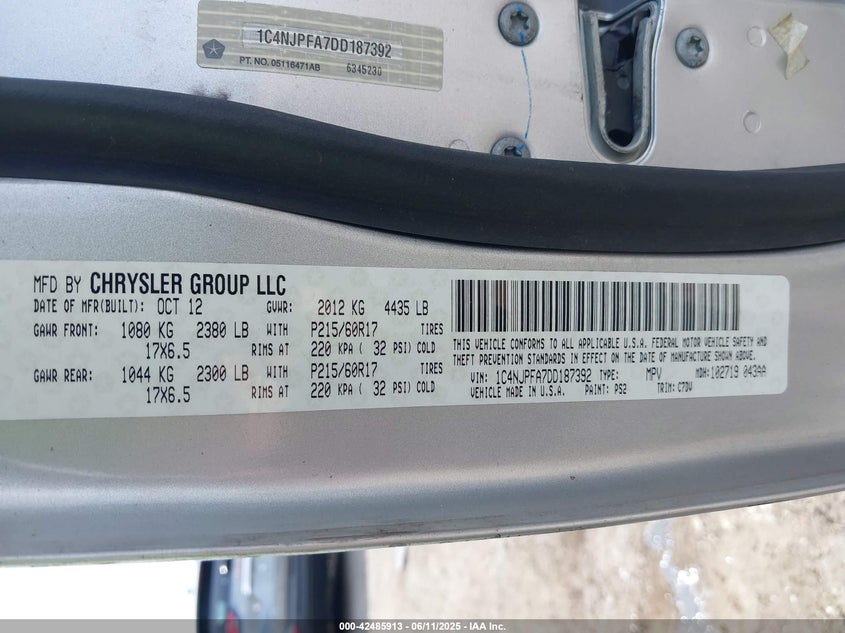 1C4NJPFA7DD187392
PT. NO. 05116471AB 6345230
MFD BY CHRYSLER GROUP LLC
DATE OF MFR(BUILT): OCT 12 GVWR: 2012 KG 4435 LB
GAWR FRONT: 1080 KG 2380 LB WITH P215/60R17 TIRES
17X6.5 RIMS AT 220 KPA ( 32 PSI) COLD
GAWR REAR: 1044 KG 2300 LB WITH P215/60R17 TIRES
17X6.5 RIMS AT 220 KPA ( 32 PSI) COLD
THIS VEHICLE CONFORMS TO ALL APPLICABLE U.S.A. FEDERAL MOTOR VEHICLE SAFETY AND
THEFT PREVENTION STANDARDS IN EFFECT ON THE DATE OF MANUFACTURE SHOWN ABOVE.
VIN: 1C4NJPFA7DD187392 TYPE: MPV MDH:102719 043AA
VEHICLE MADE IN U.S.A. PAINT: PS2 TRIM: C7DV
000-42485913 - 06/11/2025 - IAA Inc.